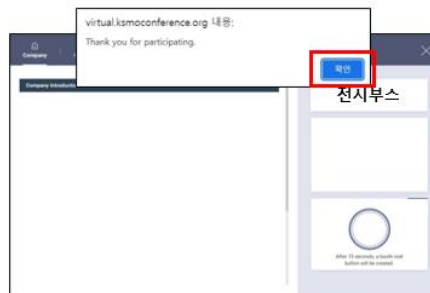 virtual.ksmoconference.org 내용:
Thank you for participating.
확인
Company
Company Introduction
전시부스
After 15 seconds, a booth visit
button will be created.